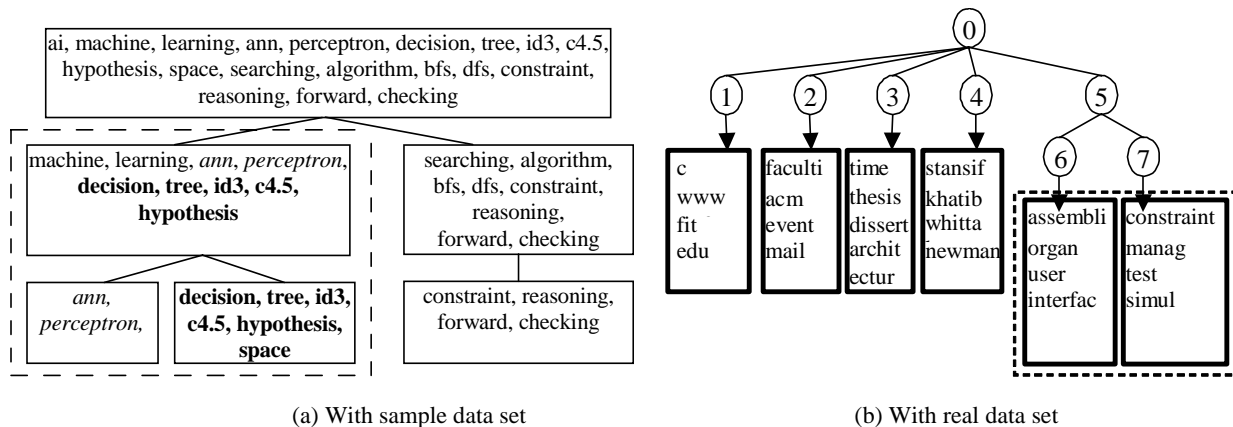 ai, machine, learning, ann, perceptron, decision, tree, id3, c4.5,
hypothesis, space, searching, algorithm, bfs, dfs, constraint,
reasoning, forward, checking
machine, learning, ann, perceptron,
decision, tree, id3, c4.5,
hypothesis
searching, algorithm,
bfs, dfs, constraint,
reasoning,
forward, checking
ann,
perceptron,
decision, tree, id3,
c4.5, hypothesis,
space
constraint, reasoning,
forward, checking
(a) With sample data set
0
1
2
3
4
5
6
7
c
www
fit
edu
faculti
acm
event
mail
time
thesis
dissert
archit
ectur
stansif
khatib
whitta
newman
assembli
organ
user
interfac
constraint
manag
test
simul
(b) With real data set